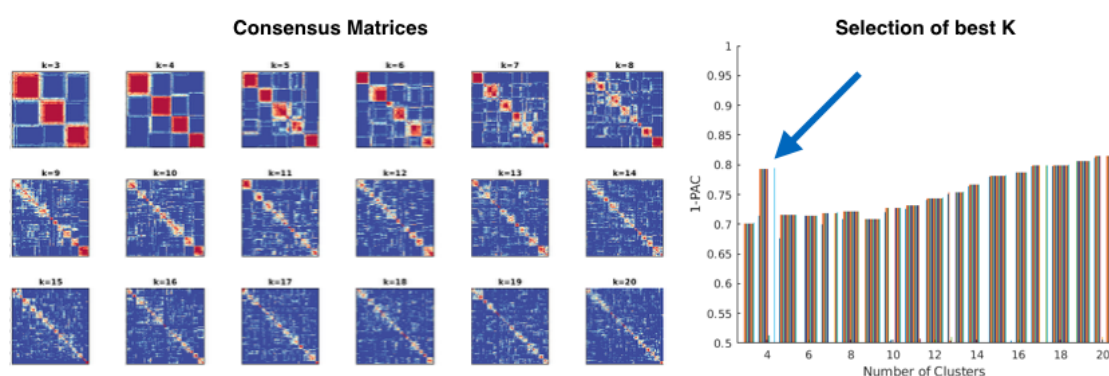 Consensus Matrices
k=3
k=4
k=5
k=6
k=7
k=8
k=9
k=10
k=11
k=12
k=13
k=14
k=15
k=16
k=17
k=18
k=19
k=20
Selection of best K
1
0.95
0.9
0.85
0.8
0.75
0.7
0.65
0.6
0.55
0.5
1-PAC
4 6 8 10 12 14 16 18 20
Number of Clusters